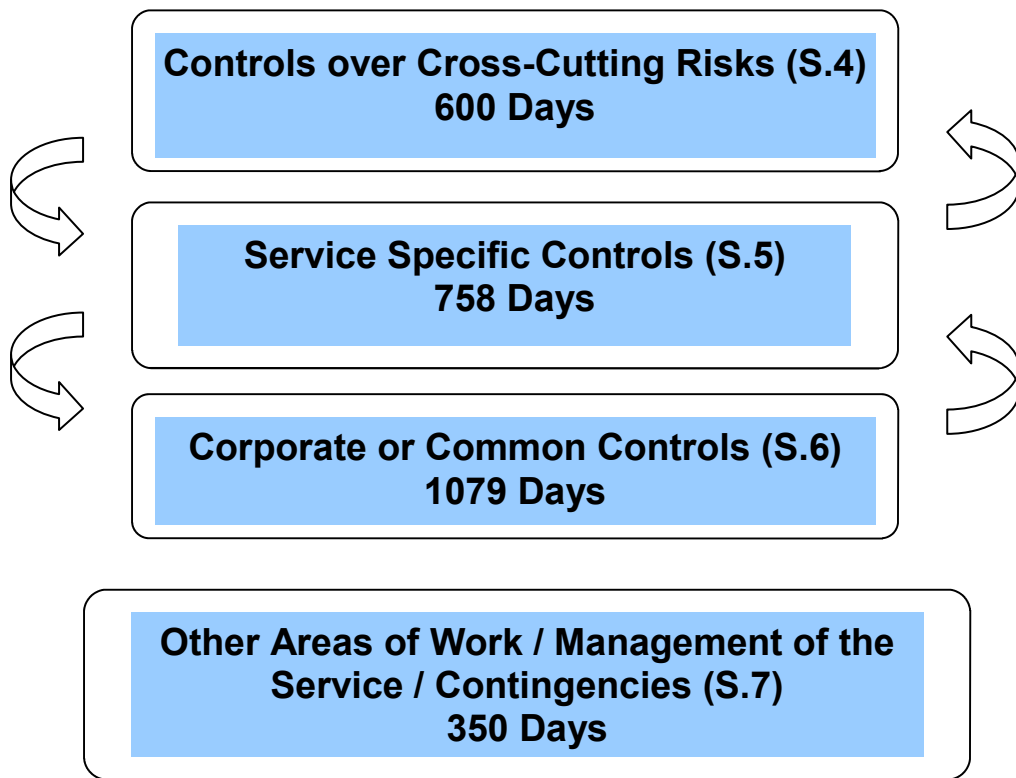 Controls over Cross-Cutting Risks (S.4)
600 Days
Service Specific Controls (S.5)
758 Days
Corporate or Common Controls (S.6)
1079 Days
Other Areas of Work / Management of the
Service / Contingencies (S.7)
350 Days